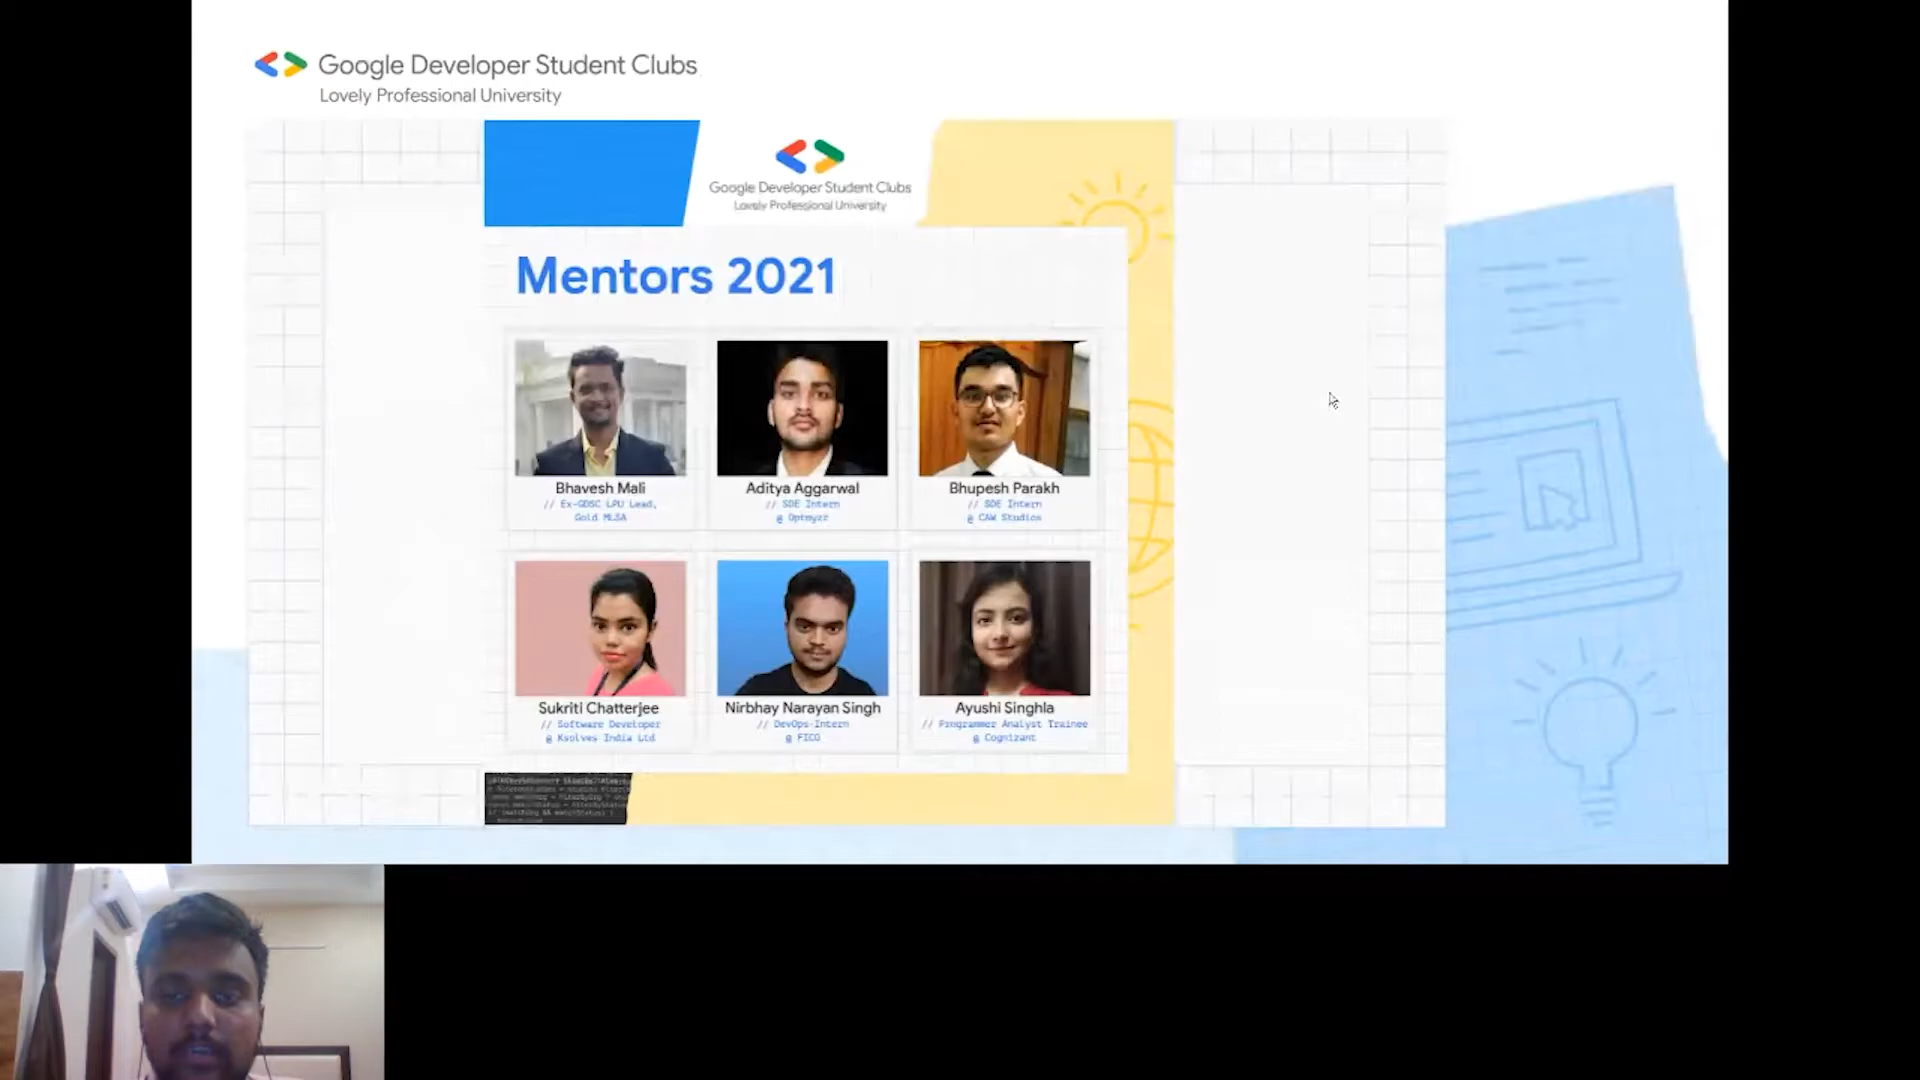 Google Developer Student Clubs
Lovely Professional University
Google Developer Student Clubs
Lovely Professional University
Mentors 2021
Bhavesh Mali
// Ex-GDSC LPU Lead,
Gold MLSA
Aditya Aggarwal
// SDE Intern
@ Optmyzr
Bhupesh Parakh
// SDE Intern
@ CAW Studios
Sukriti Chatterjee
// Software Developer
@ Ksolves India Ltd
Nirbhay Narayan Singh
// DevOps Intern
@ FICO
Ayushi Singhla
// Programmer Analyst Trainee
@ Cognizant